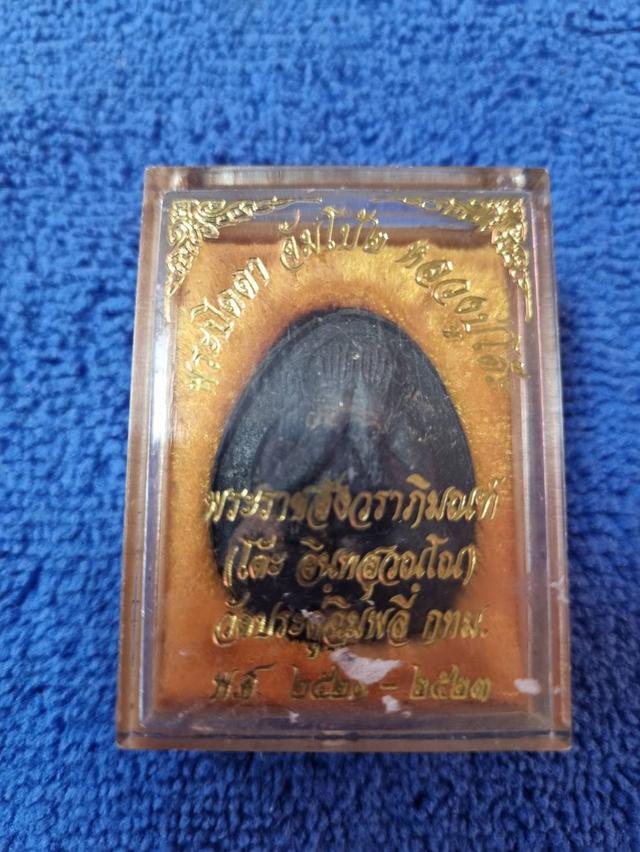 พระปิดตา จัมโบ้๒ หลวงปู่โต๊ะ
พระราชสังวราภิมณฑ์
(โต๊ะ อินทสุวณโณ)
วัดประดู่ฉิมพลี กทม.
พ.ศ. ๒๕๒๑ - ๒๕๒๓